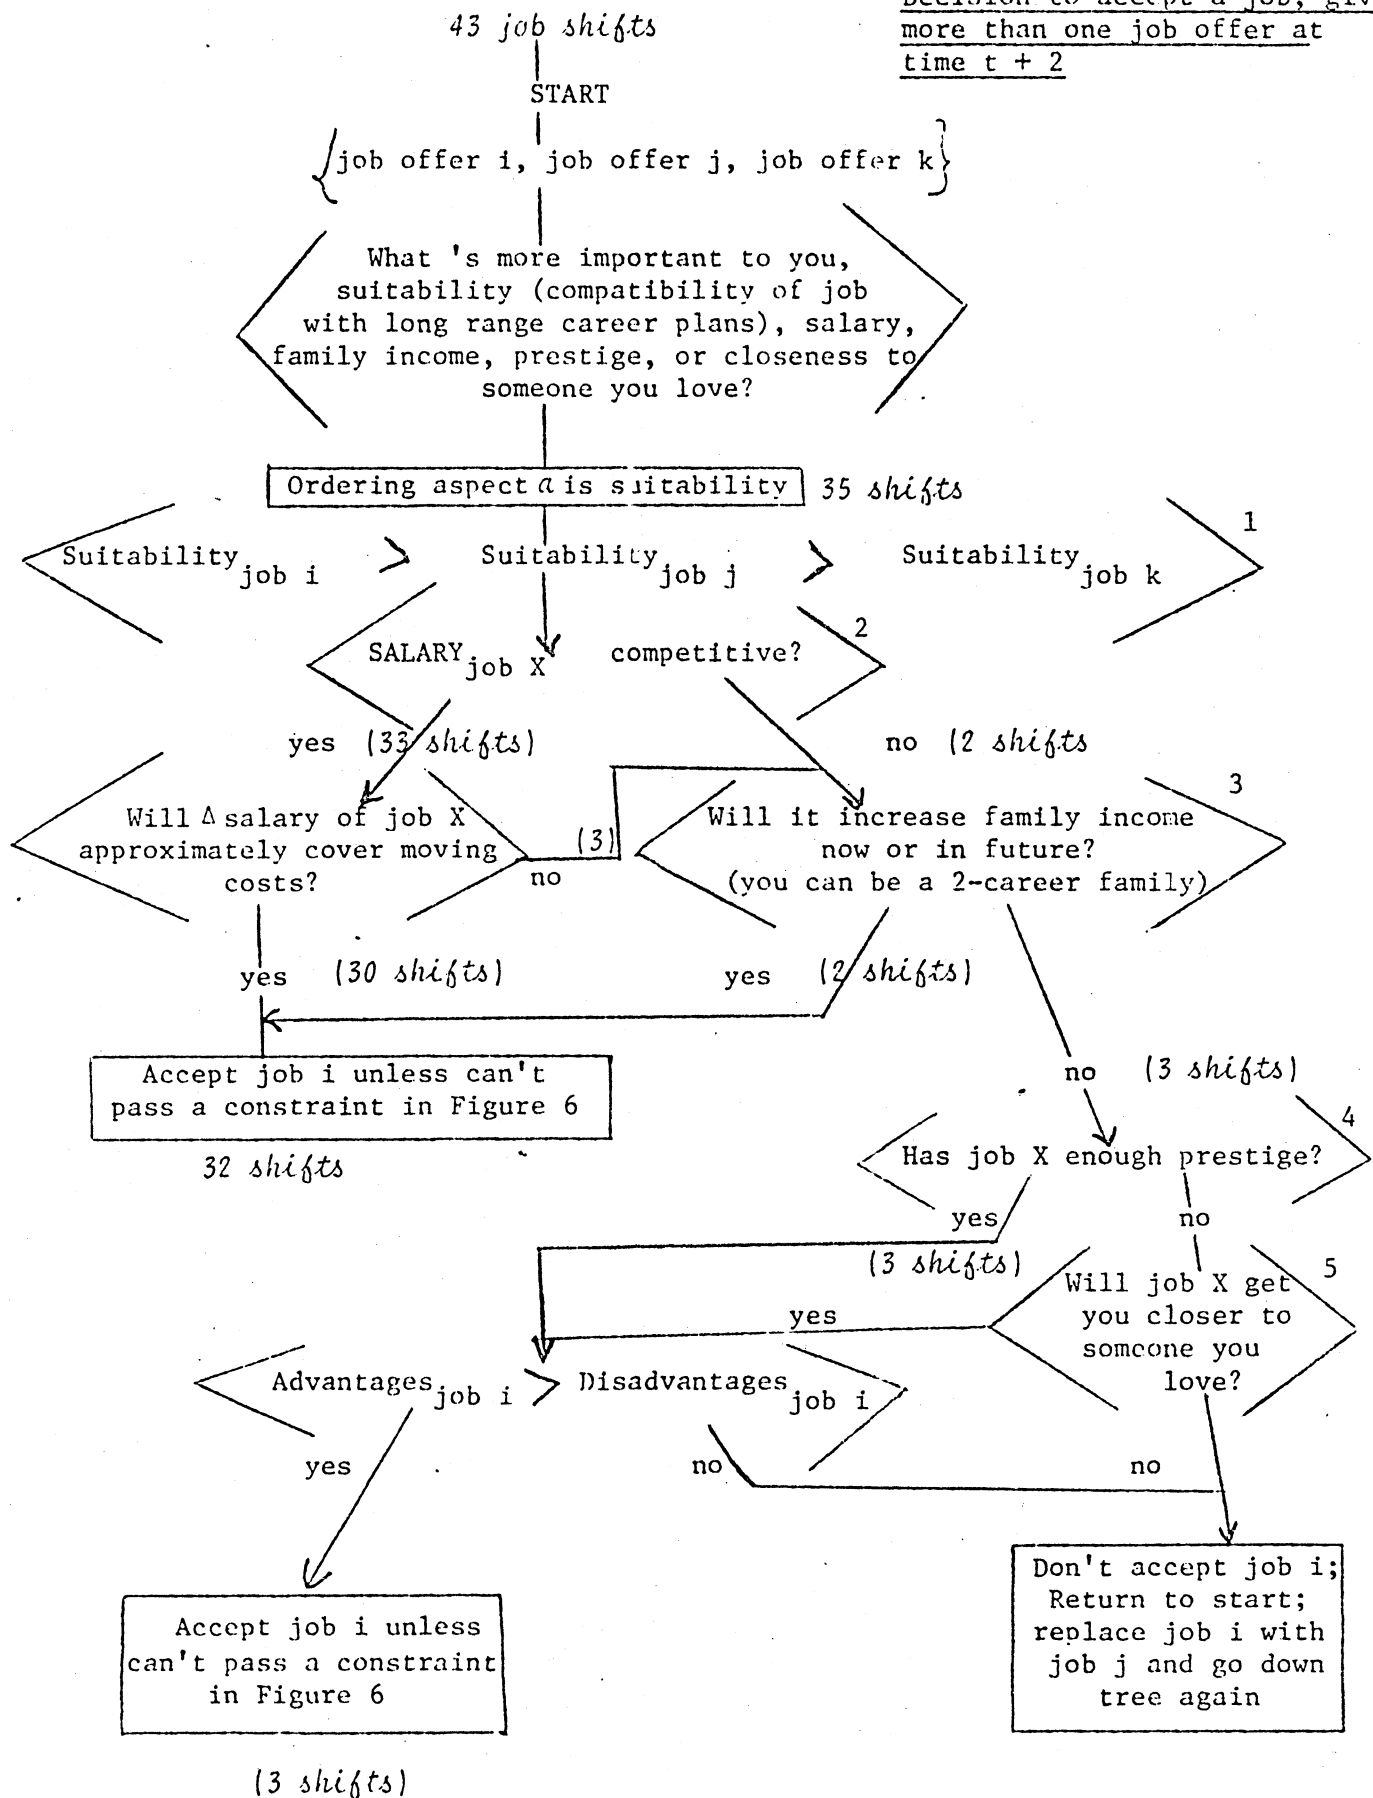 Decision to accept a job, giv
more than one job offer at
time t + 2
43 job shifts
START
{job offer i, job offer j, job offer k}
What 's more important to you,
suitability (compatibility of job
with long range career plans), salary,
family income, prestige, or closeness to
someone you love?
Ordering aspect a is suitability 35 shifts
1
Suitability job i > Suitability job j > Suitability job k
2
SALARY job X competitive?
yes (33 shifts)
no (2 shifts
3
Will Δ salary of job X
approximately cover moving
costs?
(3)
no
Will it increase family income
now or in future?
(you can be a 2-career family)
yes (30 shifts)
yes (2 shifts)
Accept job i unless can't
pass a constraint in Figure 6
32 shifts
no (3 shifts)
4
Has job X enough prestige?
yes
no
(3 shifts)
5
Will job X get
you closer to
someone you
love?
yes
Advantages job i > Disadvantages job i
yes
no
no
Accept job i unless
can't pass a constraint
in Figure 6
(3 shifts)
Don't accept job i;
Return to start;
replace job i with
job j and go down
tree again